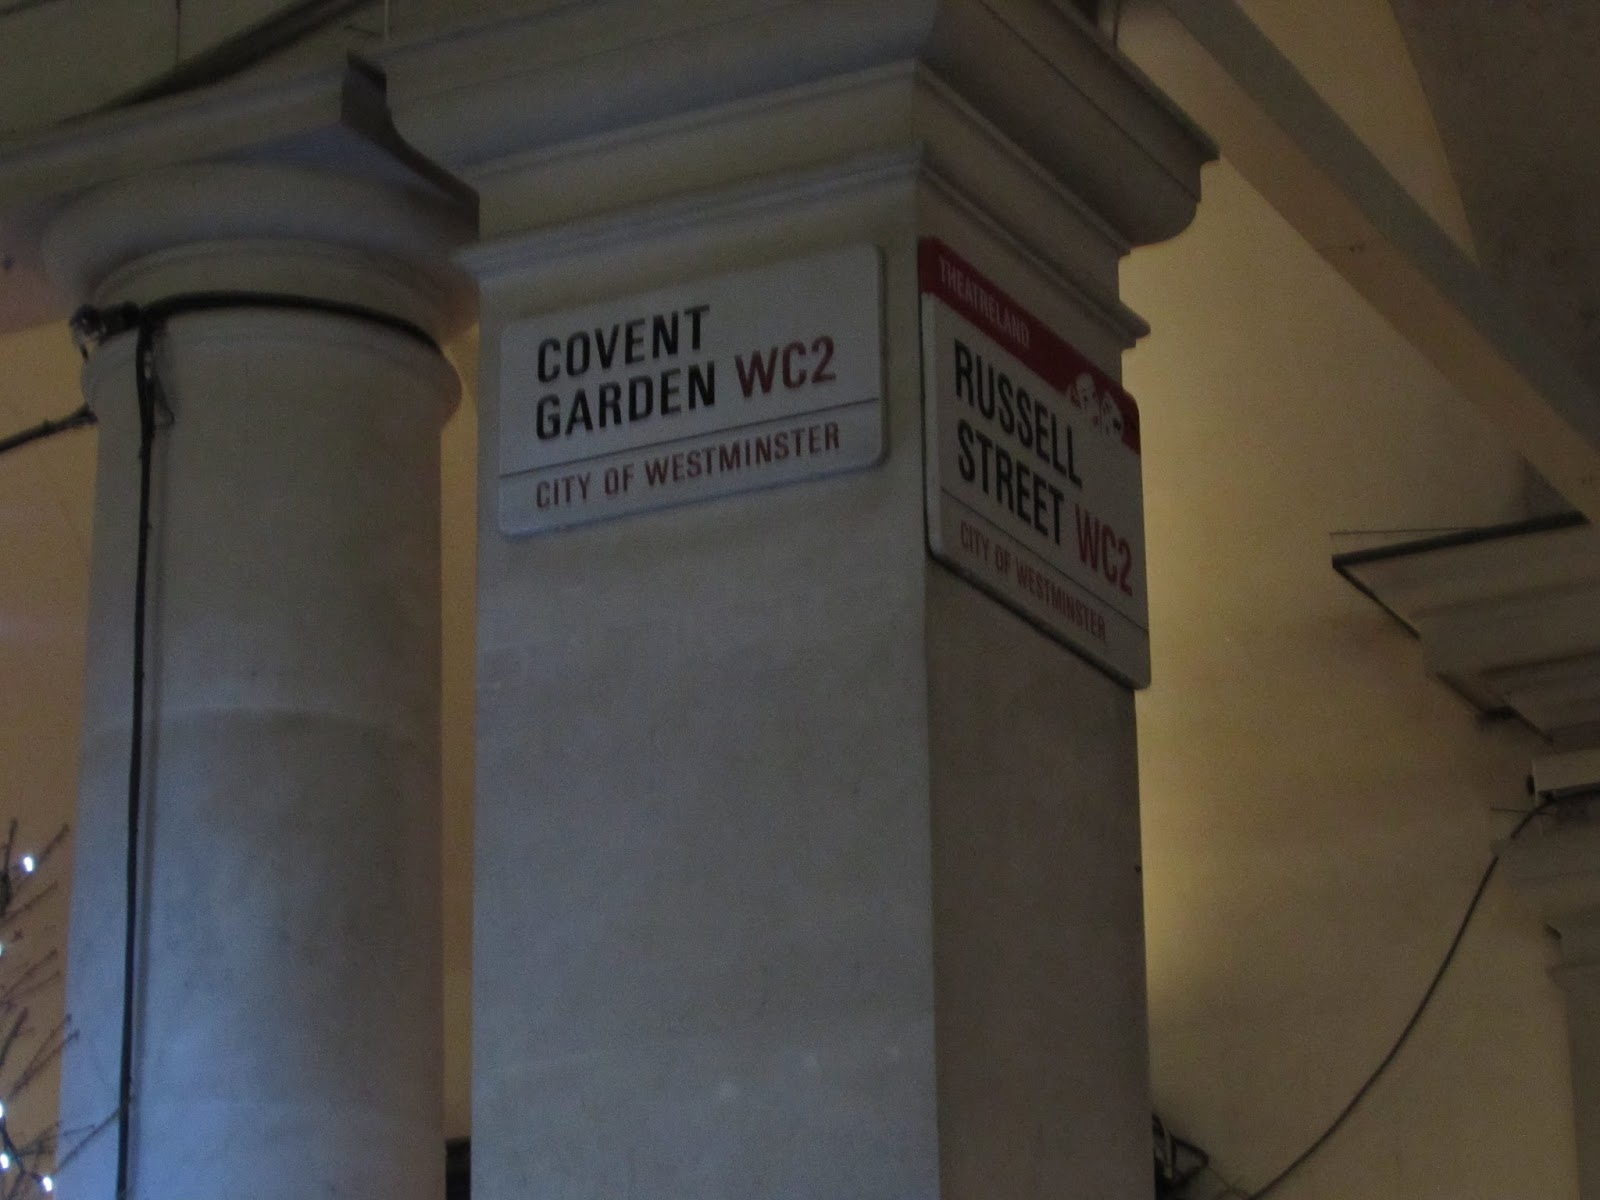 COVENT
GARDEN WC2
CITY OF WESTMINSTER
THEATRELAND
RUSSELL
STREET WC2
CITY OF WESTMINSTER